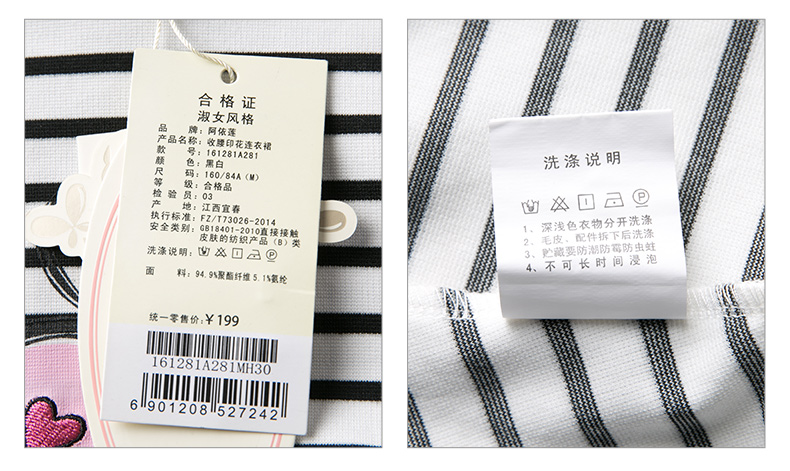 合格证
淑女风格
品 牌：阿依莲
产品名称：收腰印花连衣裙
款 号：161281A281
颜 色：黑白
尺 码：160/84A（M）
等 级：合格品
检 验 员：03
产 地：江西宜春
执行标准：FZ/T73026-2014
安全类别：GB18401-2010直接接触
皮肤的纺织产品（B）类
洗涤说明：
面 料：94.9%聚酯纤维 5.1%氨纶
统一零售价：￥199
161281A281MH30
6 901208 527242
洗涤说明
1、深浅色衣物分开洗涤
2、毛皮、配件拆下后洗涤
3、贮藏要防潮防霉防虫蛀
4、不可长时间浸泡